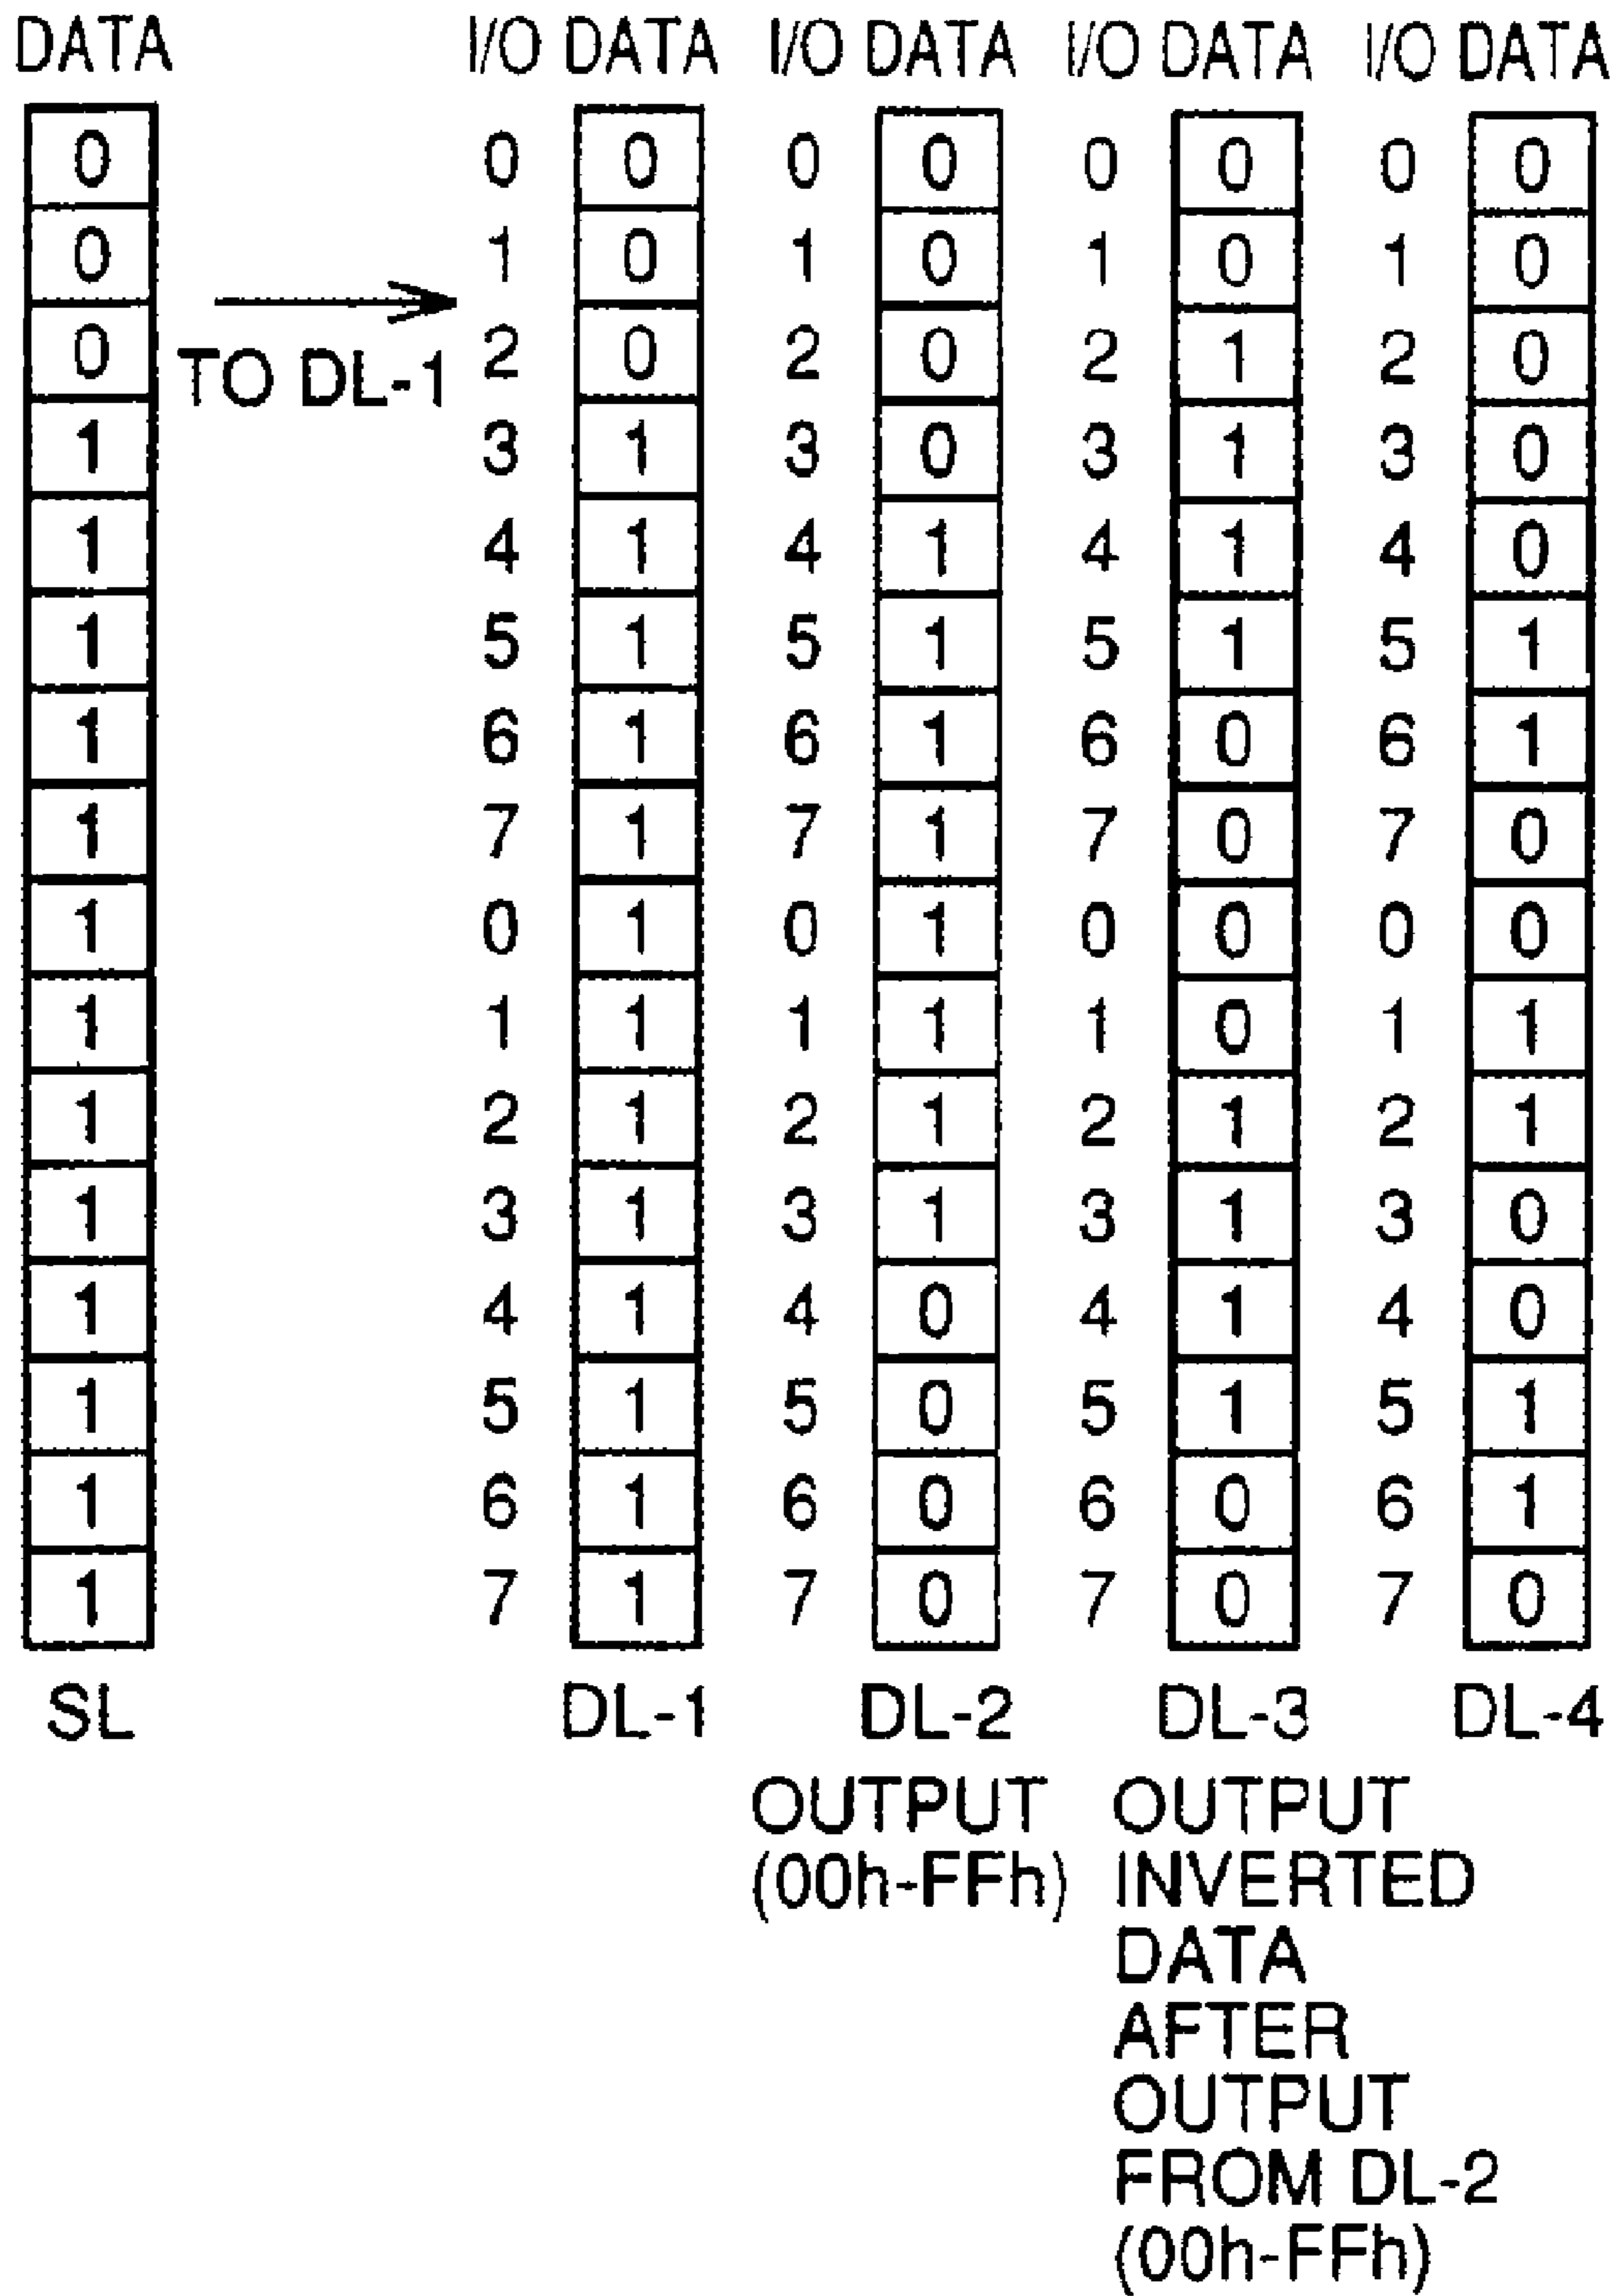 DATA I/O DATA I/O DATA I/O DATA I/O DATA
0 0 0 0 0 0 0 0 0
0 1 0 1 0 1 0 1 0
0 2 0 2 0 2 1 2 0
TO DL-1
1 3 1 3 0 3 1 3 0
1 4 1 4 1 4 1 4 0
1 5 1 5 1 5 1 5 1
1 6 1 6 1 6 0 6 1
1 7 1 7 1 7 0 7 0
1 0 1 0 1 0 0 0 0
1 1 1 1 1 1 0 1 1
1 2 1 2 1 2 1 2 1
1 3 1 3 1 3 1 3 0
1 4 1 4 0 4 1 4 0
1 5 1 5 0 5 1 5 1
1 6 1 6 0 6 0 6 1
1 7 1 7 0 7 0 7 0
SL DL-1 DL-2 DL-3 DL-4
OUTPUT
(00h-FFh)
OUTPUT
INVERTED
DATA
AFTER
OUTPUT
FROM DL-2
(00h-FFh)